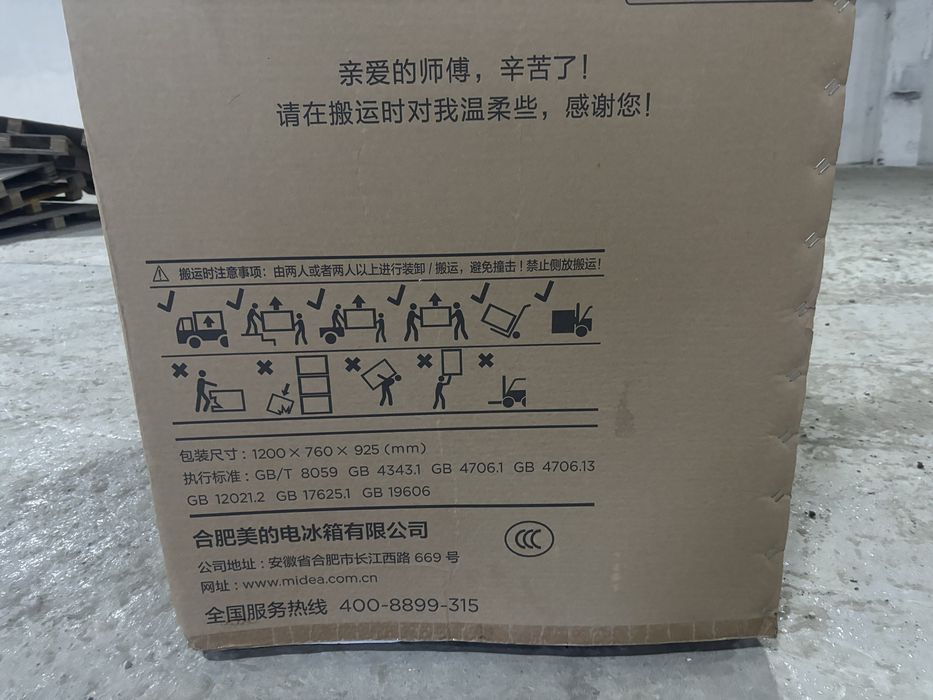 亲爱的师傅，辛苦了！
请在搬运时对我温柔些，感谢您！
搬运时注意事项：由两人或者两人以上进行装卸/搬运，避免撞击！禁止侧放搬运！
包装尺寸：1200×760×925 (mm)
执行标准：GB/T 8059 GB 4343.1 GB 4706.1 GB 4706.13
GB 12021.2 GB 17625.1 GB 19606
合肥美的电冰箱有限公司
CCC
公司地址：安徽省合肥市长江西路 669 号
网址：www.midea.com.cn
全国服务热线 400-8899-315